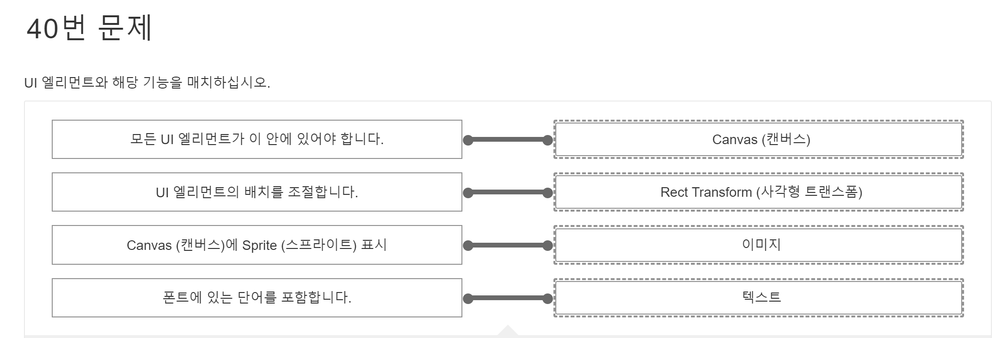 40번 문제
UI 엘리먼트와 해당 기능을 매치하십시오.
모든 UI 엘리먼트가 이 안에 있어야 합니다.
Canvas (캔버스)
UI 엘리먼트의 배치를 조절합니다.
Rect Transform (사각형 트랜스폼)
Canvas (캔버스)에 Sprite (스프라이트) 표시
이미지
폰트에 있는 단어를 포함합니다.
텍스트